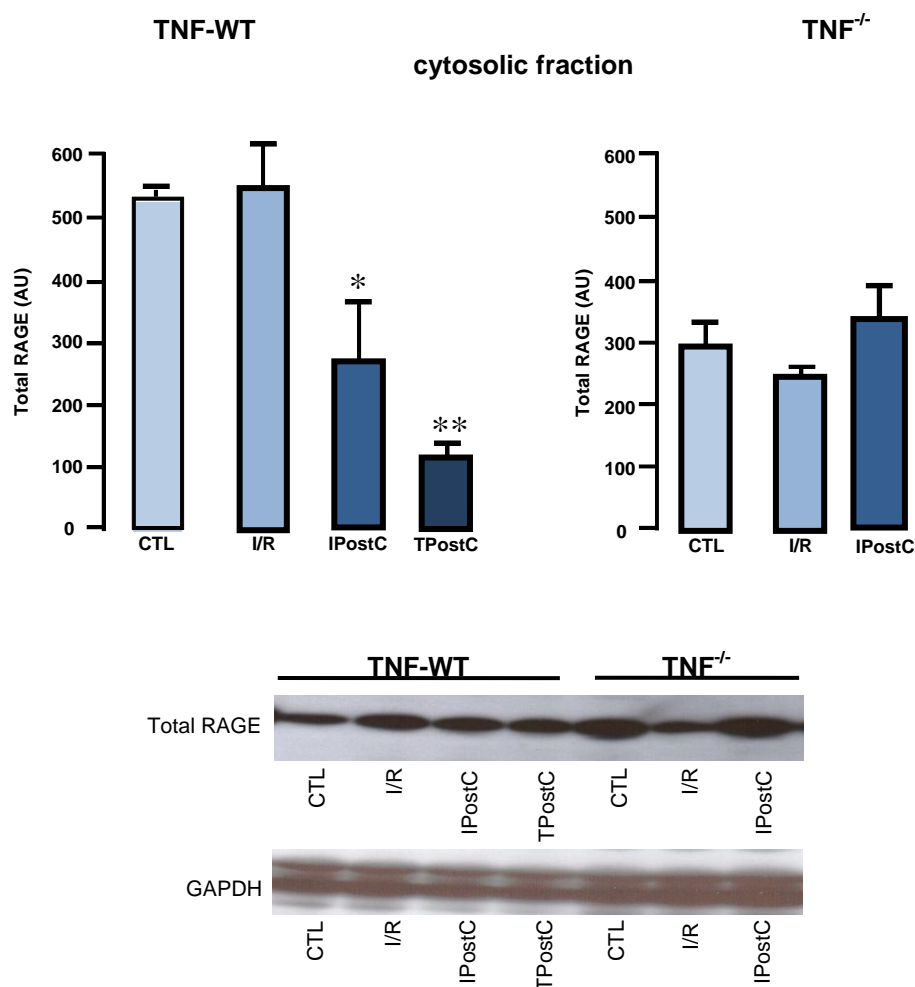 TNF-WT
TNF-/-
cytosolic fraction
Total RAGE (AU)
600
500
400
300
200
100
0
*
**
CTL
I/R
IPostC
TPostC
Total RAGE (AU)
600
500
400
300
200
100
0
CTL
I/R
IPostC
TNF-WT
TNF-/-
Total RAGE
CTL
I/R
IPostC
TPostC
CTL
I/R
IPostC
GAPDH
CTL
I/R
IPostC
TPostC
CTL
I/R
IPostC